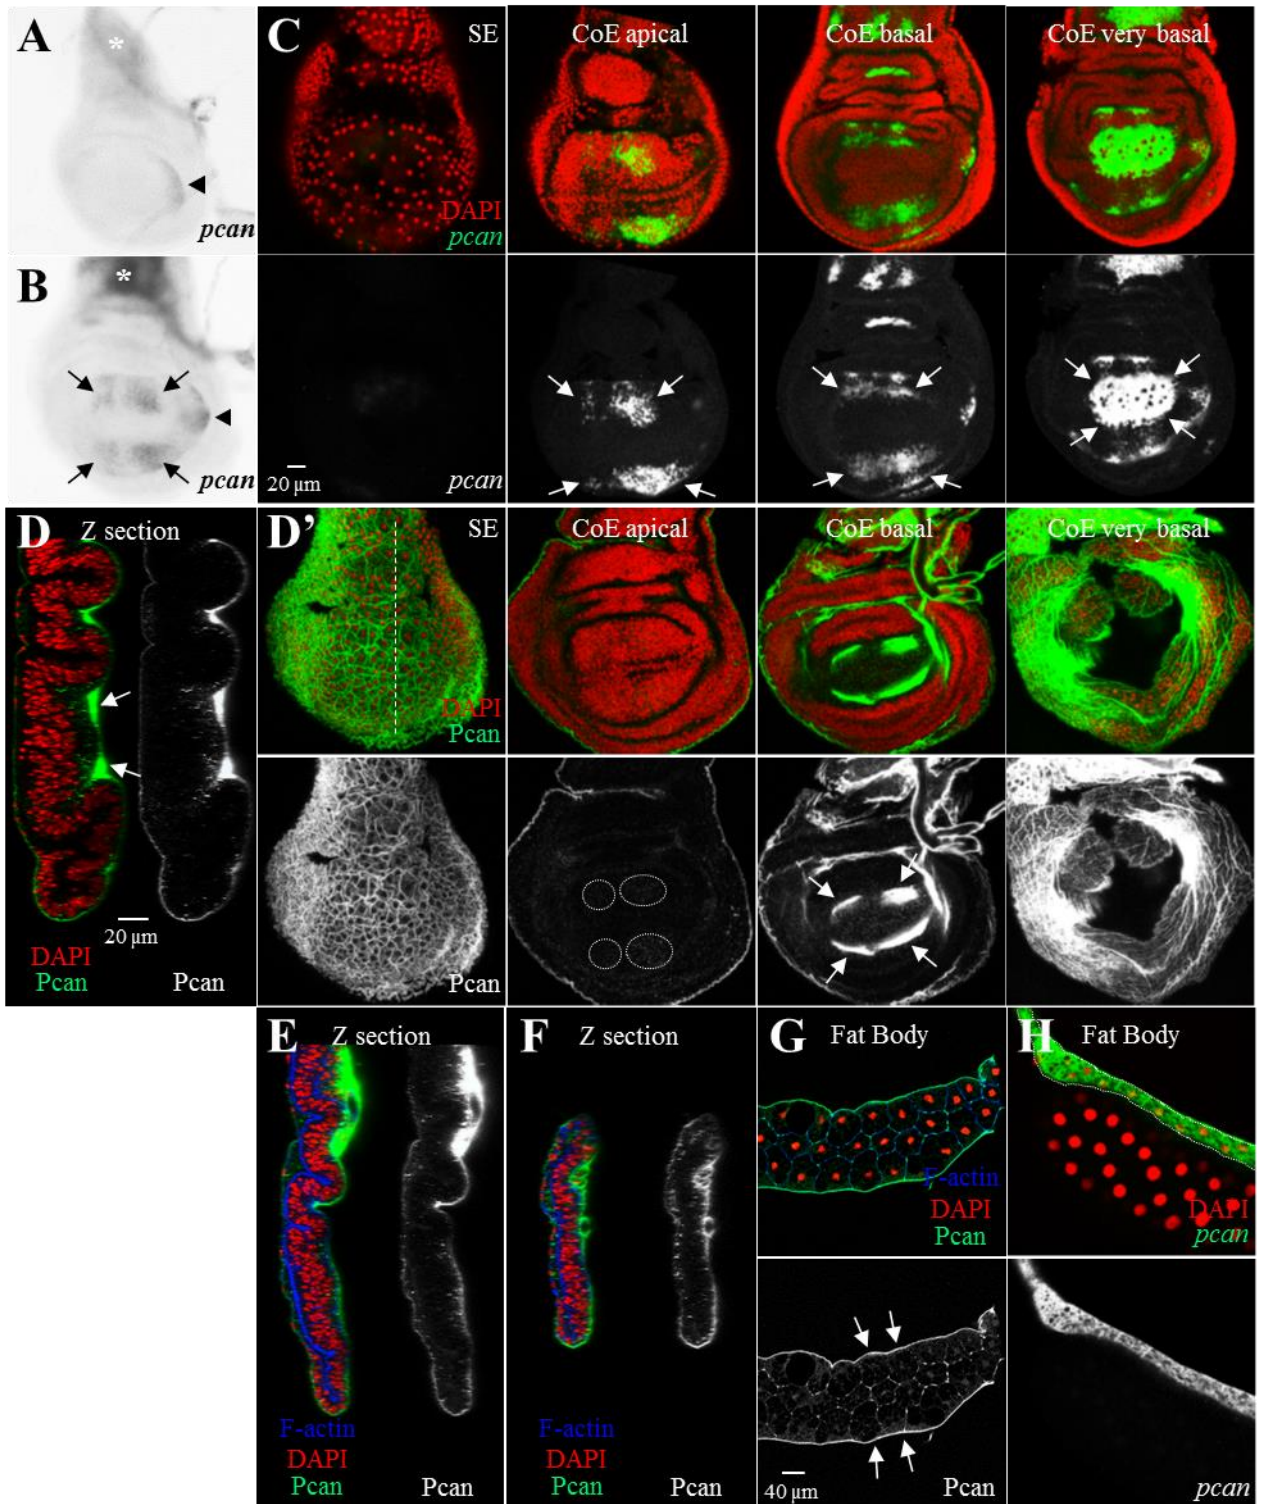 A
*
pcan
B
*
pcan
C
SE
DAPI
pcan
CoE apical
CoE basal
CoE very basal
20 µm
pcan
D
Z section
20 µm
DAPI
Pcan
Pcan
D’
SE
DAPI
Pcan
CoE apical
CoE basal
CoE very basal
Pcan
E
Z section
F-actin
DAPI
Pcan
Pcan
F
Z section
F-actin
DAPI
Pcan
Pcan
G
Fat Body
F-actin
DAPI
Pcan
40 µm
Pcan
H
Fat Body
DAPI
pcan
pcan